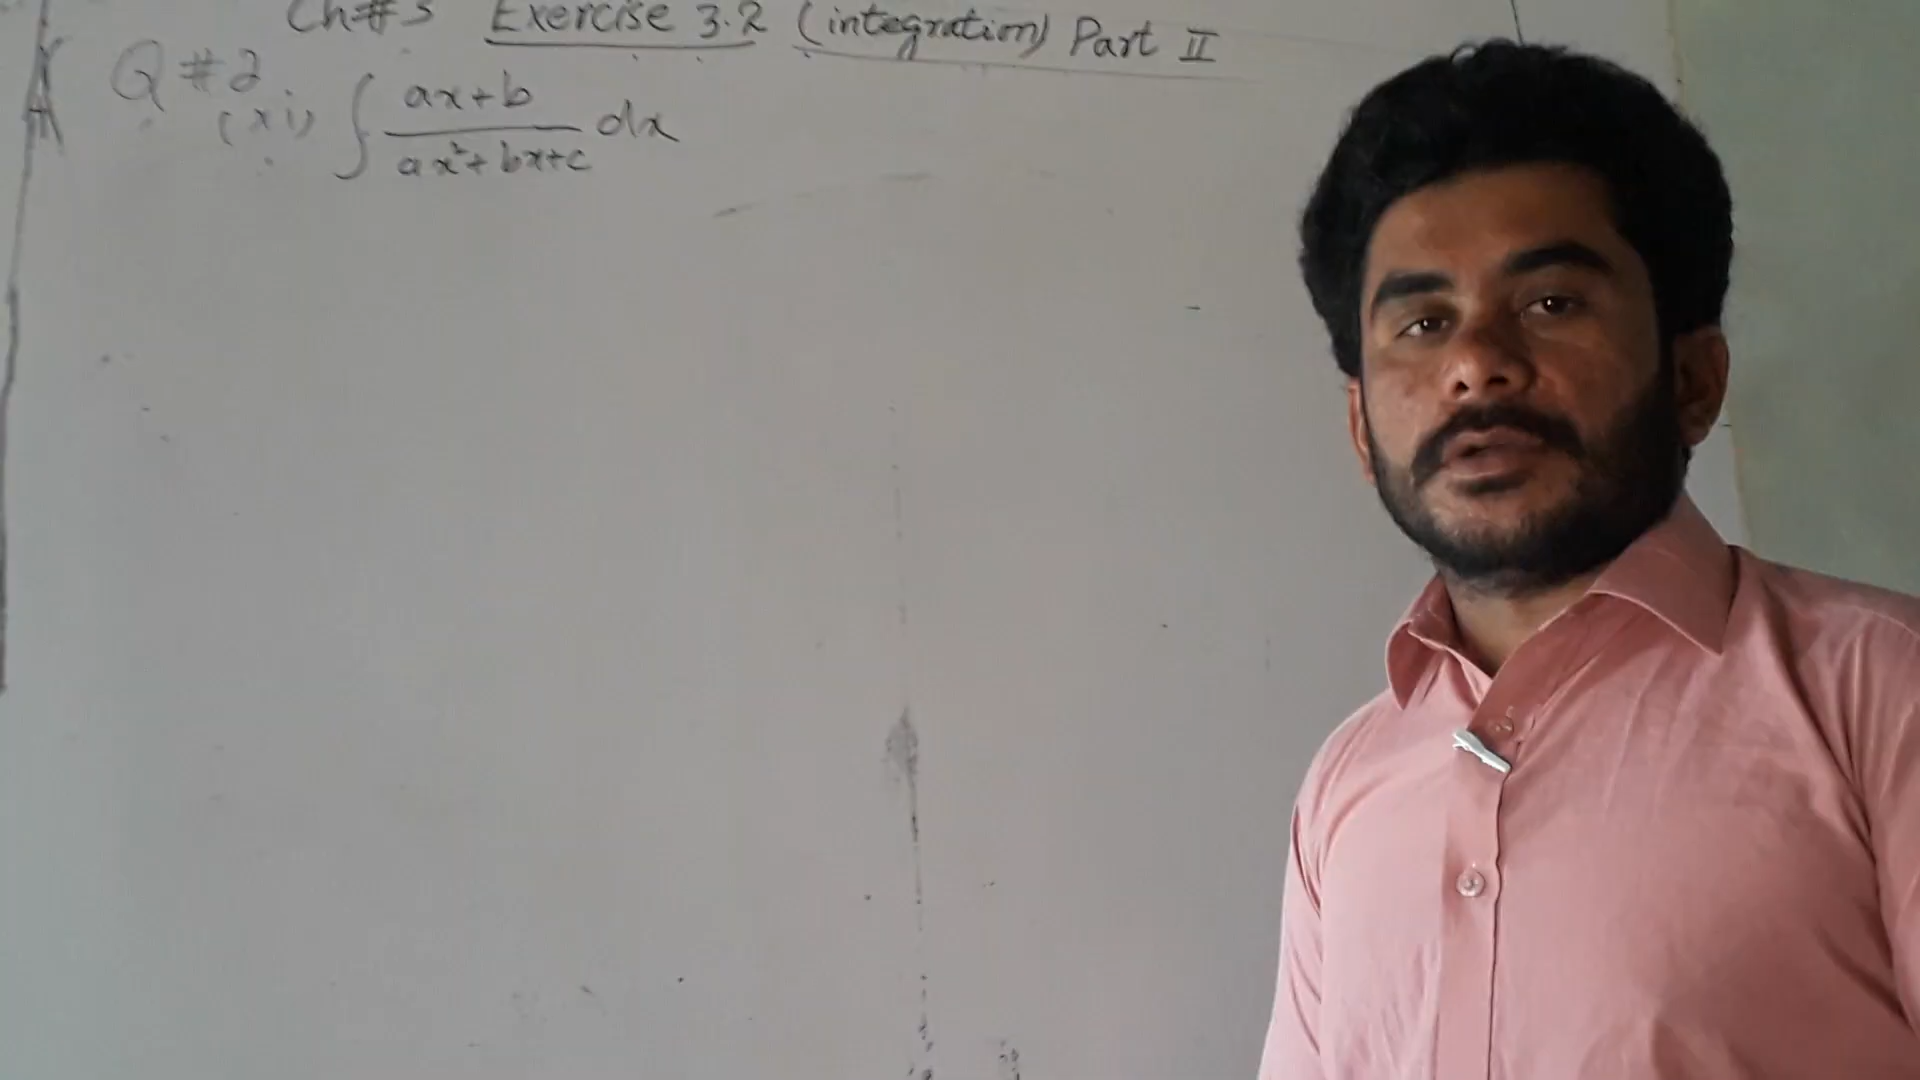 Ch#3 Exercise 3.2 (integration) Part II
Q#2
(xi) ∫ ax+b / ax²+bx+c dx